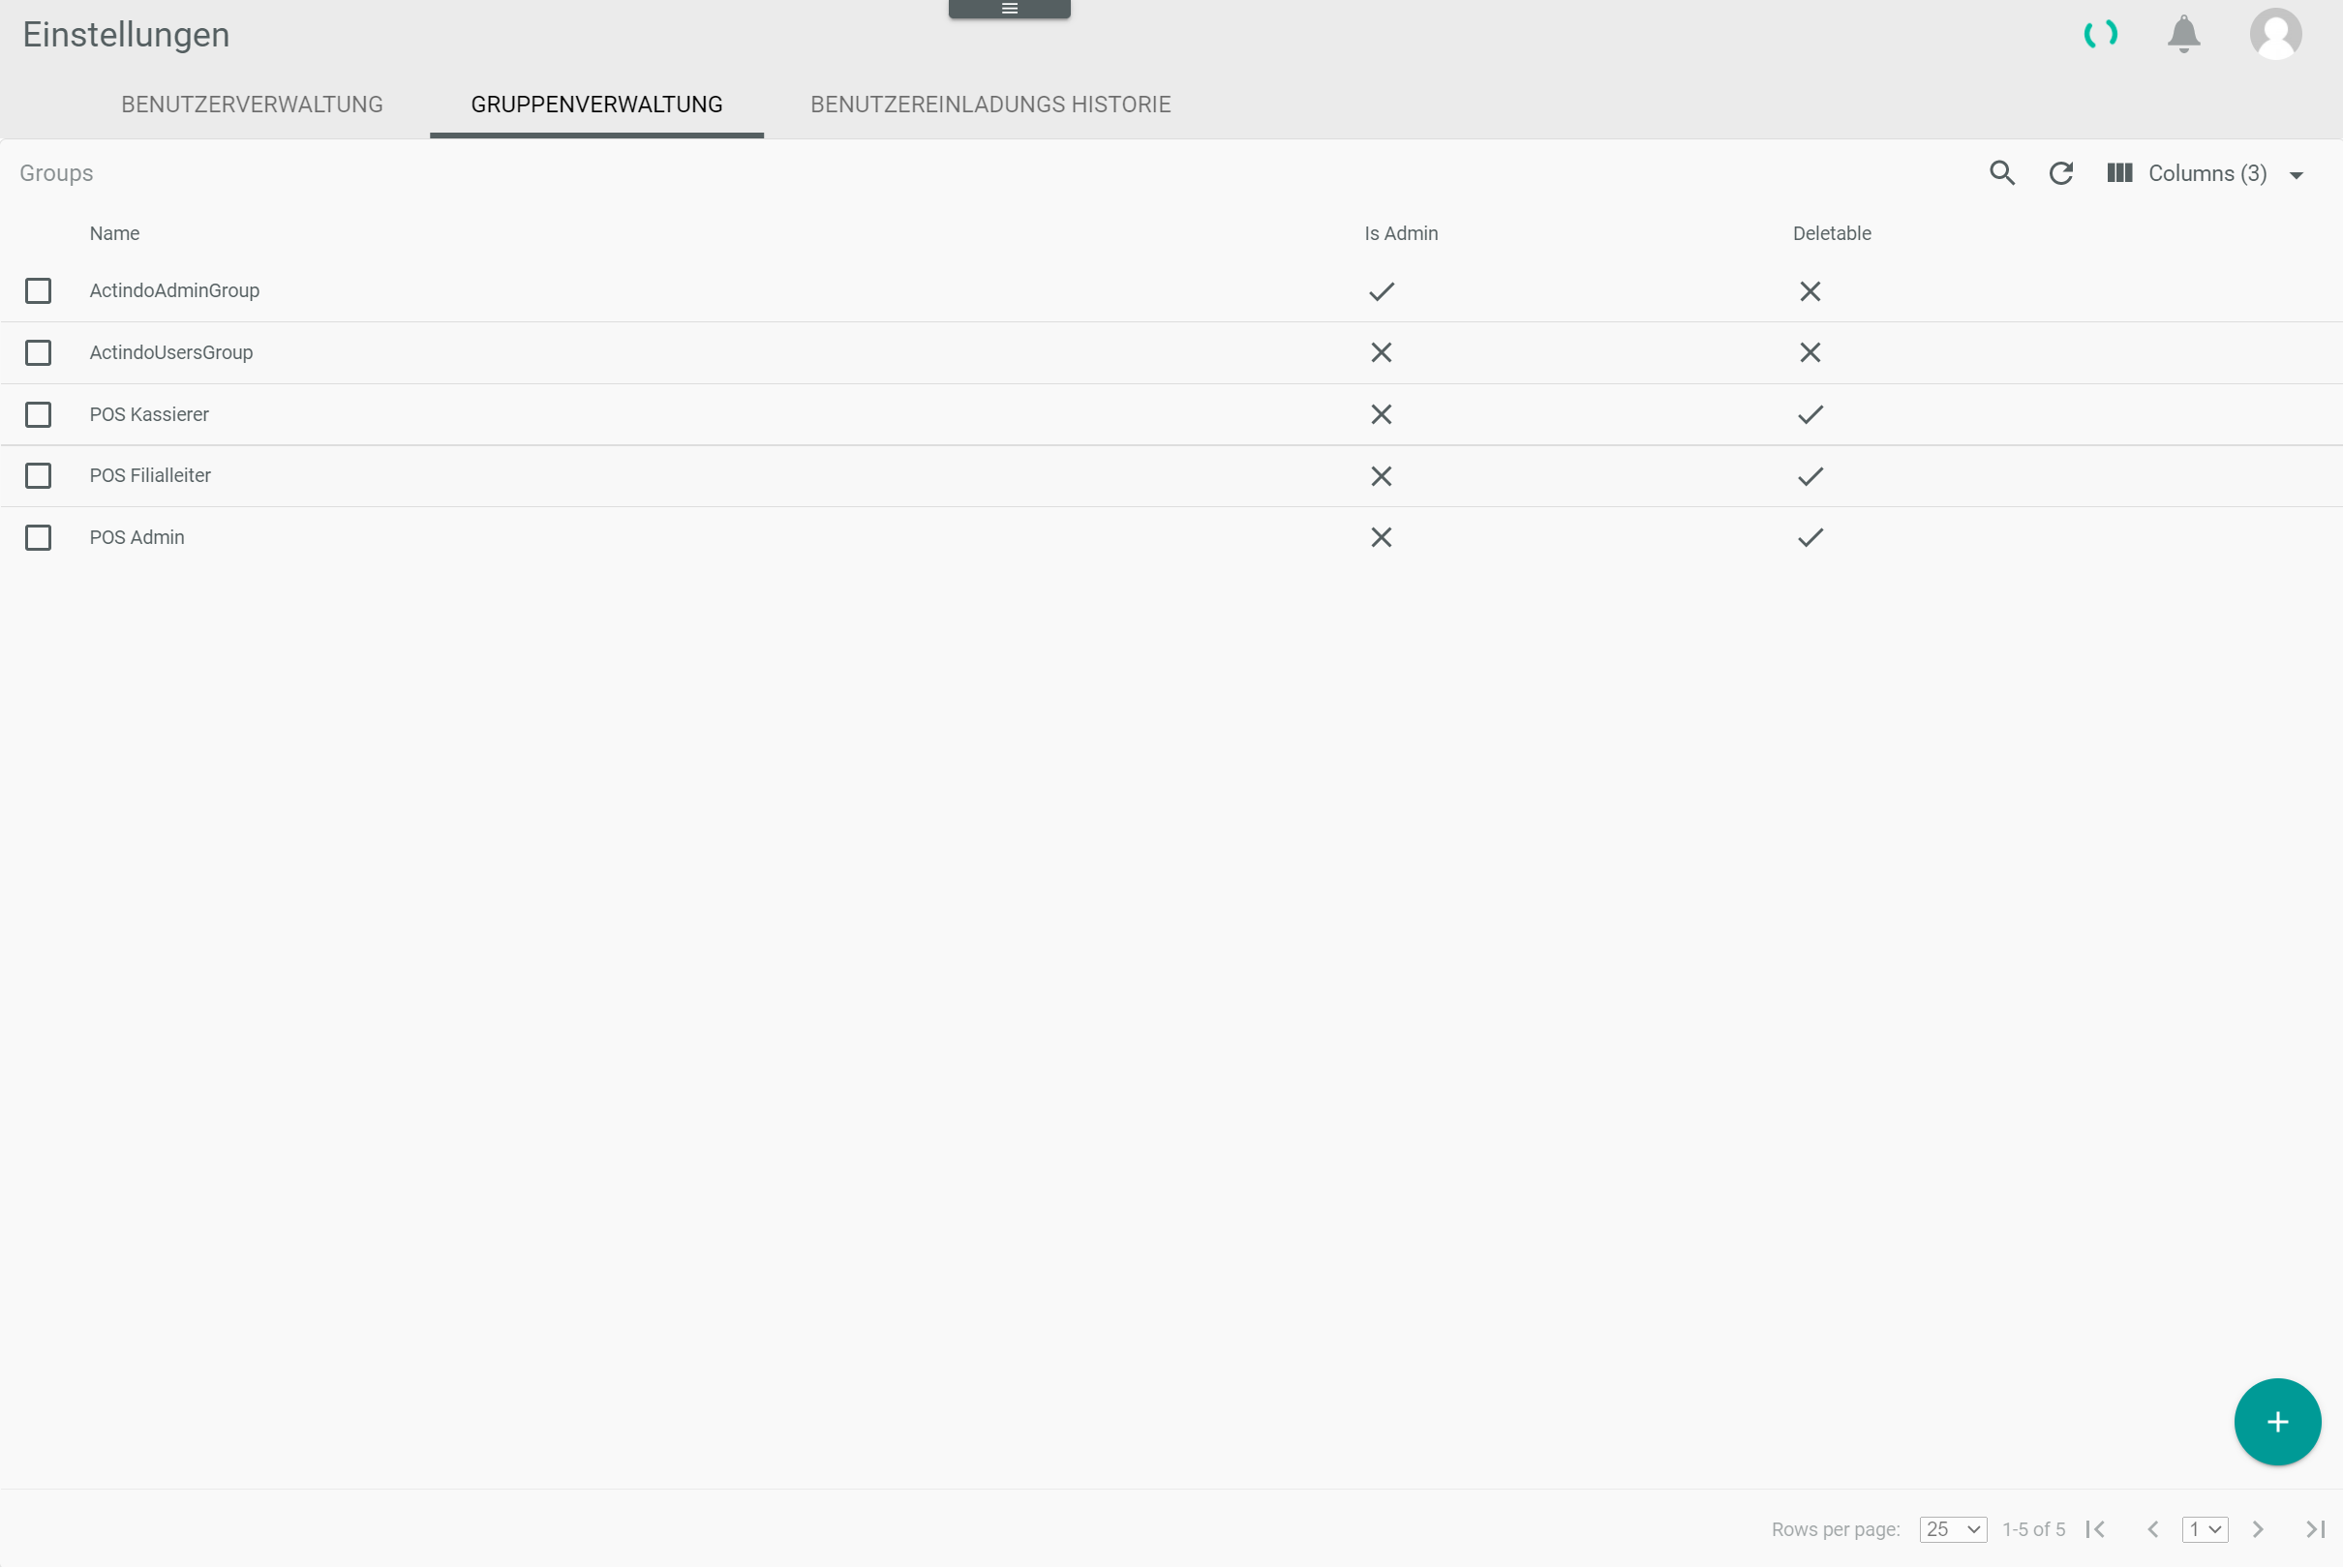 Einstellungen
BENUTZERVERWALTUNG GRUPPENVERWALTUNG BENUTZEREINLADUNGS HISTORIE
Groups Columns (3)
Name Is Admin Deletable
ActindoAdminGroup
ActindoUsersGroup
POS Kassierer
POS Filialleiter
POS Admin
Rows per page: 25 1-5 of 5 1